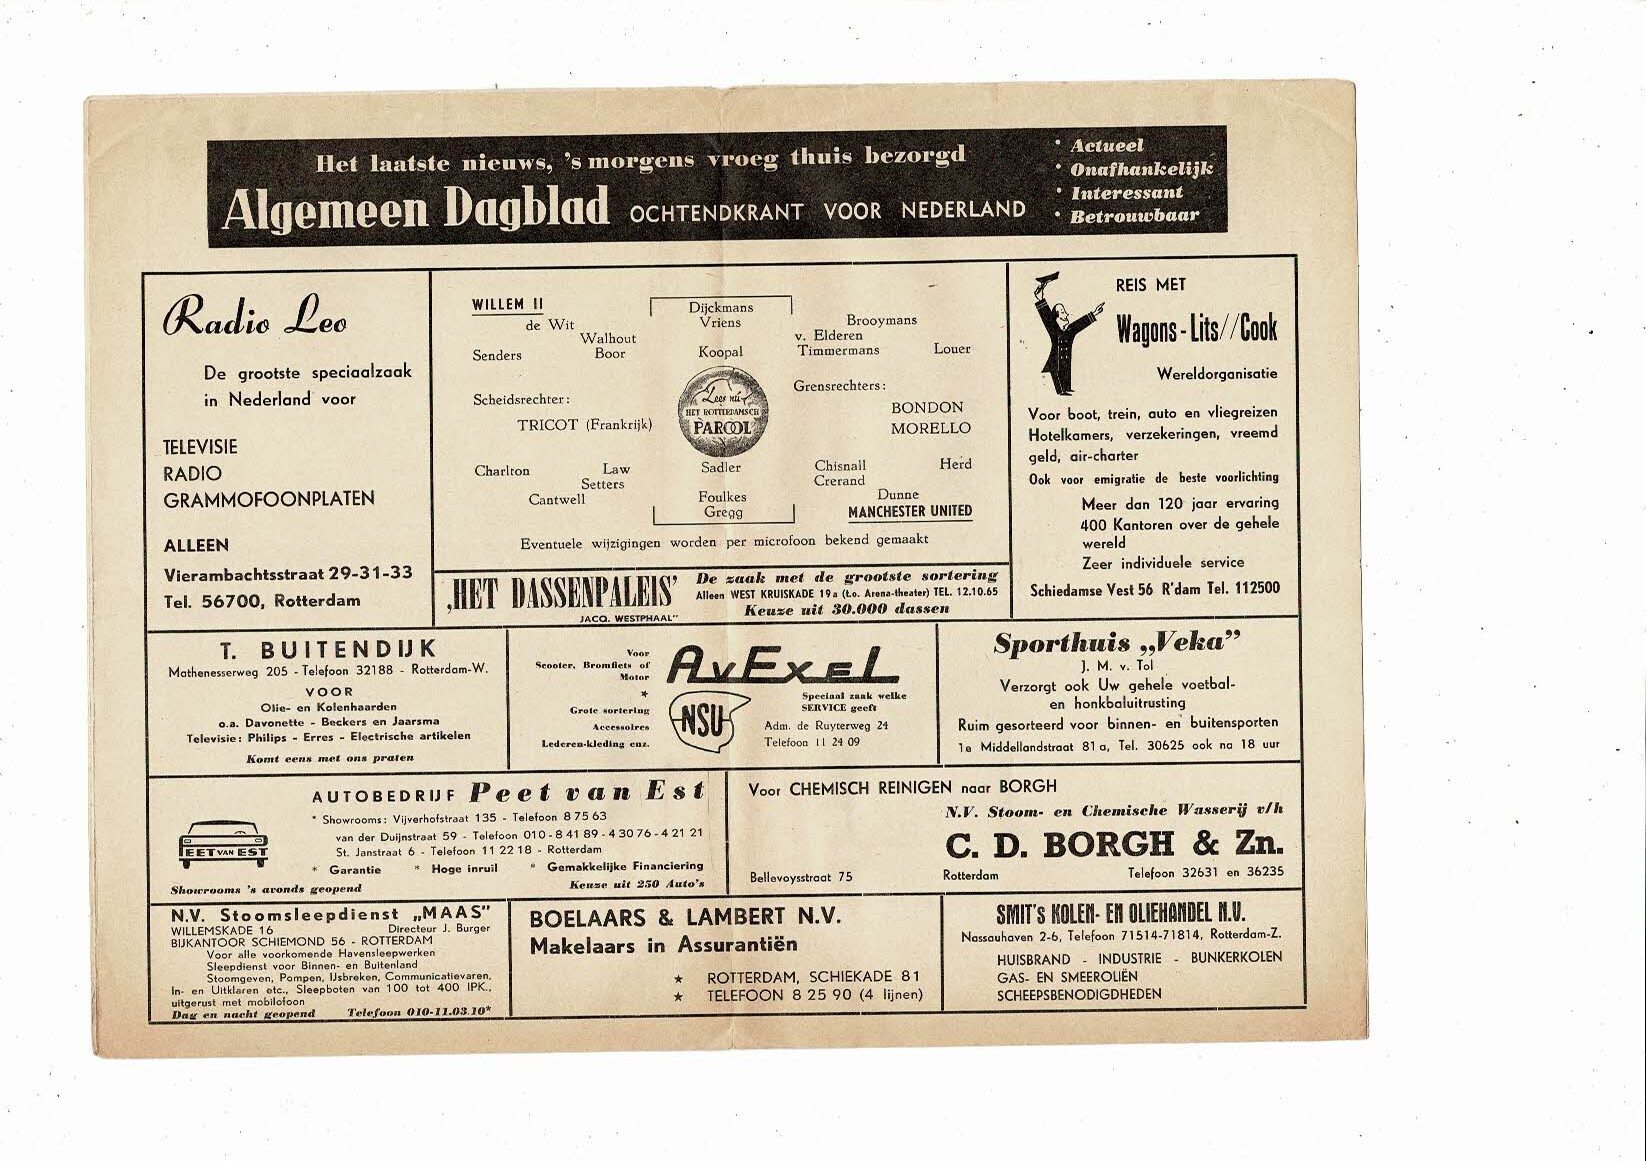 Het laatste nieuws, 's morgens vroeg thuis bezorgd
Algemeen Dagblad OCHTENDKRANT VOOR NEDERLAND
• Actueel
• Onafhankelijk
• Interessant
• Betrouwbaar
Radio Leo
De grootste speciaalzaak
in Nederland voor
TELEVISIE
RADIO
GRAMMOFOONPLATEN
ALLEEN
Vierambachtsstraat 29-31-33
Tel. 56700, Rotterdam
WILLEM II
Dijckmans
de Wit Vriens Brooymans
Walhout v. Elderen
Senders Boor Koopal Timmermans Louer
Grensrechters:
Scheidsrechter:
BONDON
TRICOT (Frankrijk)
MORELLO
Lees nu
HET ROTTERDAMSCH
PAROOL
Charlton Law Sadler Chisnall Herd
Setters Crerand
Cantwell Foulkes Dunne
Gregg
MANCHESTER UNITED
Eventuele wijzigingen worden per microfoon bekend gemaakt
REIS MET
Wagons-Lits//Cook
Wereldorganisatie
Voor boot, trein, auto en vliegreizen
Hotelkamers, verzekeringen, vreemd
geld, air-charter
Ook voor emigratie de beste voorlichting
Meer dan 120 jaar ervaring
400 Kantoren over de gehele
wereld
Zeer individuele service
Schiedamse Vest 56 R'dam Tel. 112500
‚HET DASSENPALEIS’
JACQ. WESTPHAAL"
De zaak met de grootste sortering
Alleen WEST KRUISKADE 19a (t.o. Arena-theater) TEL. 12.10.65
Keuze uit 30.000 dassen
T. BUITENDIJK
Mathenesserweg 205 - Telefoon 32188 - Rotterdam-W.
VOOR
Olie- en Kolenhaarden
o.a. Davonette - Beckers en Jaarsma
Televisie: Philips - Erres - Electrische artikelen
Komt eens met ons praten
Voor
Scooter, Bromfiets of
Motor
*
Grote sortering
Accessoires
Lederen-kleding enz.
AVEXEL
NSU
Speciaal zaak welke
SERVICE geeft
Adm. de Ruyterweg 24
Telefoon 11 24 09
Sporthuis „Veka”
J. M. v. Tol
Verzorgt ook Uw gehele voetbal-
en honkbaluitrusting
Ruim gesorteerd voor binnen- en buitensporten
1e Middellandstraat 81a, Tel. 30625 ook na 18 uur
AUTOBEDRIJF Peet van Est
* Showrooms: Vijverhofstraat 135 - Telefoon 8 75 63
van der Duijnstraat 59 - Telefoon 010-8 41 89-4 30 76-4 21 21
St. Janstraat 6 - Telefoon 11 22 18 - Rotterdam
* Garantie * Hoge inruil * Gemakkelijke Financiering
PEET VAN EST
Showrooms 's avonds geopend Keuze uit 250 Auto's
Voor CHEMISCH REINIGEN naar BORGH
N.V. Stoom- en Chemische Wasserij v/h
C. D. BORGH & Zn.
Bellevoysstraat 75 Rotterdam Telefoon 32631 en 36235
N.V. Stoomsleepdienst „MAAS”
WILLEMSKADE 16 Directeur J. Burger
BIJKANTOOR SCHIEMOND 56 - ROTTERDAM
Voor alle voorkomende Havensleepwerken
Sleepdienst voor Binnen- en Buitenland
Stoomgeven, Pompen, IJsbreken, Communicatievaren,
In- en Uitklaren etc., Sleepboten van 100 tot 400 IPK.,
uitgerust met mobilofoon
Dag en nacht geopend Telefoon 010-11.03.10*
BOELAARS & LAMBERT N.V.
Makelaars in Assurantiën
★ ROTTERDAM, SCHIEKADE 81
★ TELEFOON 8 25 90 (4 lijnen)
SMIT'S KOLEN- EN OLIEHANDEL N.V.
Nassauhaven 2-6, Telefoon 71514-71814, Rotterdam-Z.
HUISBRAND - INDUSTRIE - BUNKERKOLEN
GAS- EN SMEEROLIËN
SCHEEPSBENODIGDHEDEN